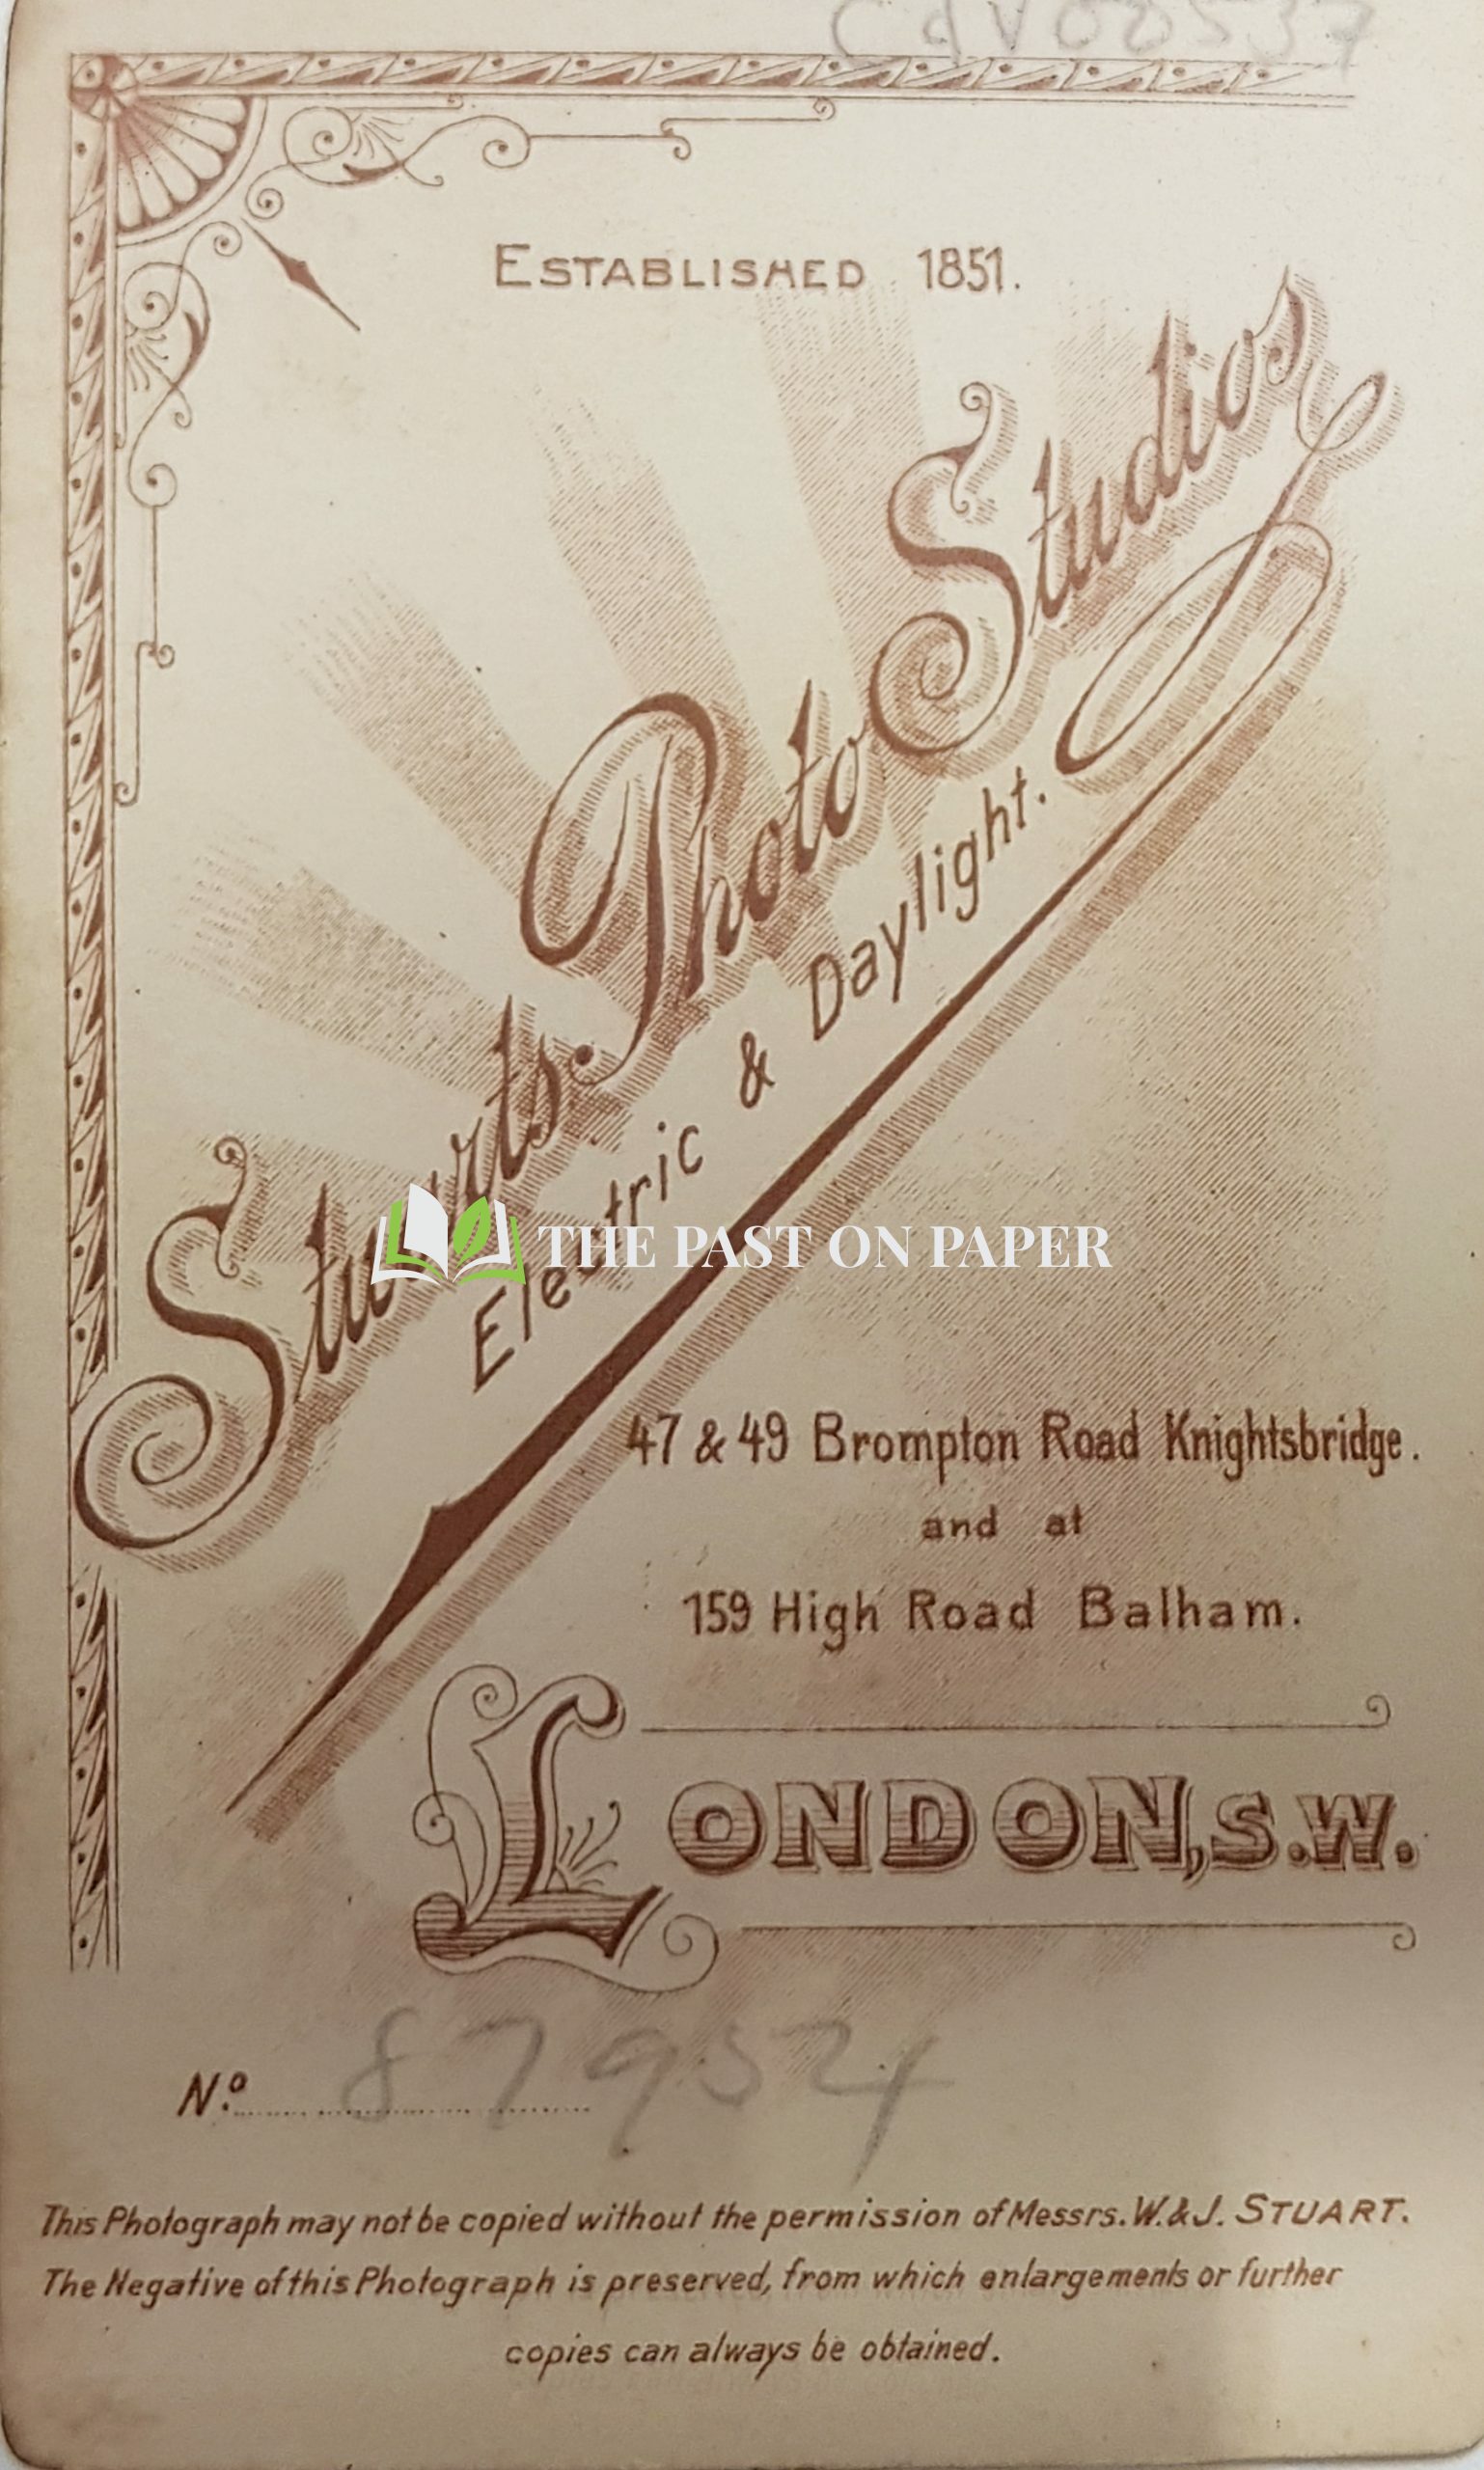 CdV00537
ESTABLISHED 1851.
Stuarts. Photo Studios
Electric & Daylight.
THE PAST ON PAPER
47 & 49 Brompton Road Knightsbridge.
and at
159 High Road Balham.
LONDON, S.W.
No. 87954
This Photograph may not be copied without the permission of Messrs. W. & J. STUART.
The Negative of this Photograph is preserved, from which enlargements or further
copies can always be obtained.